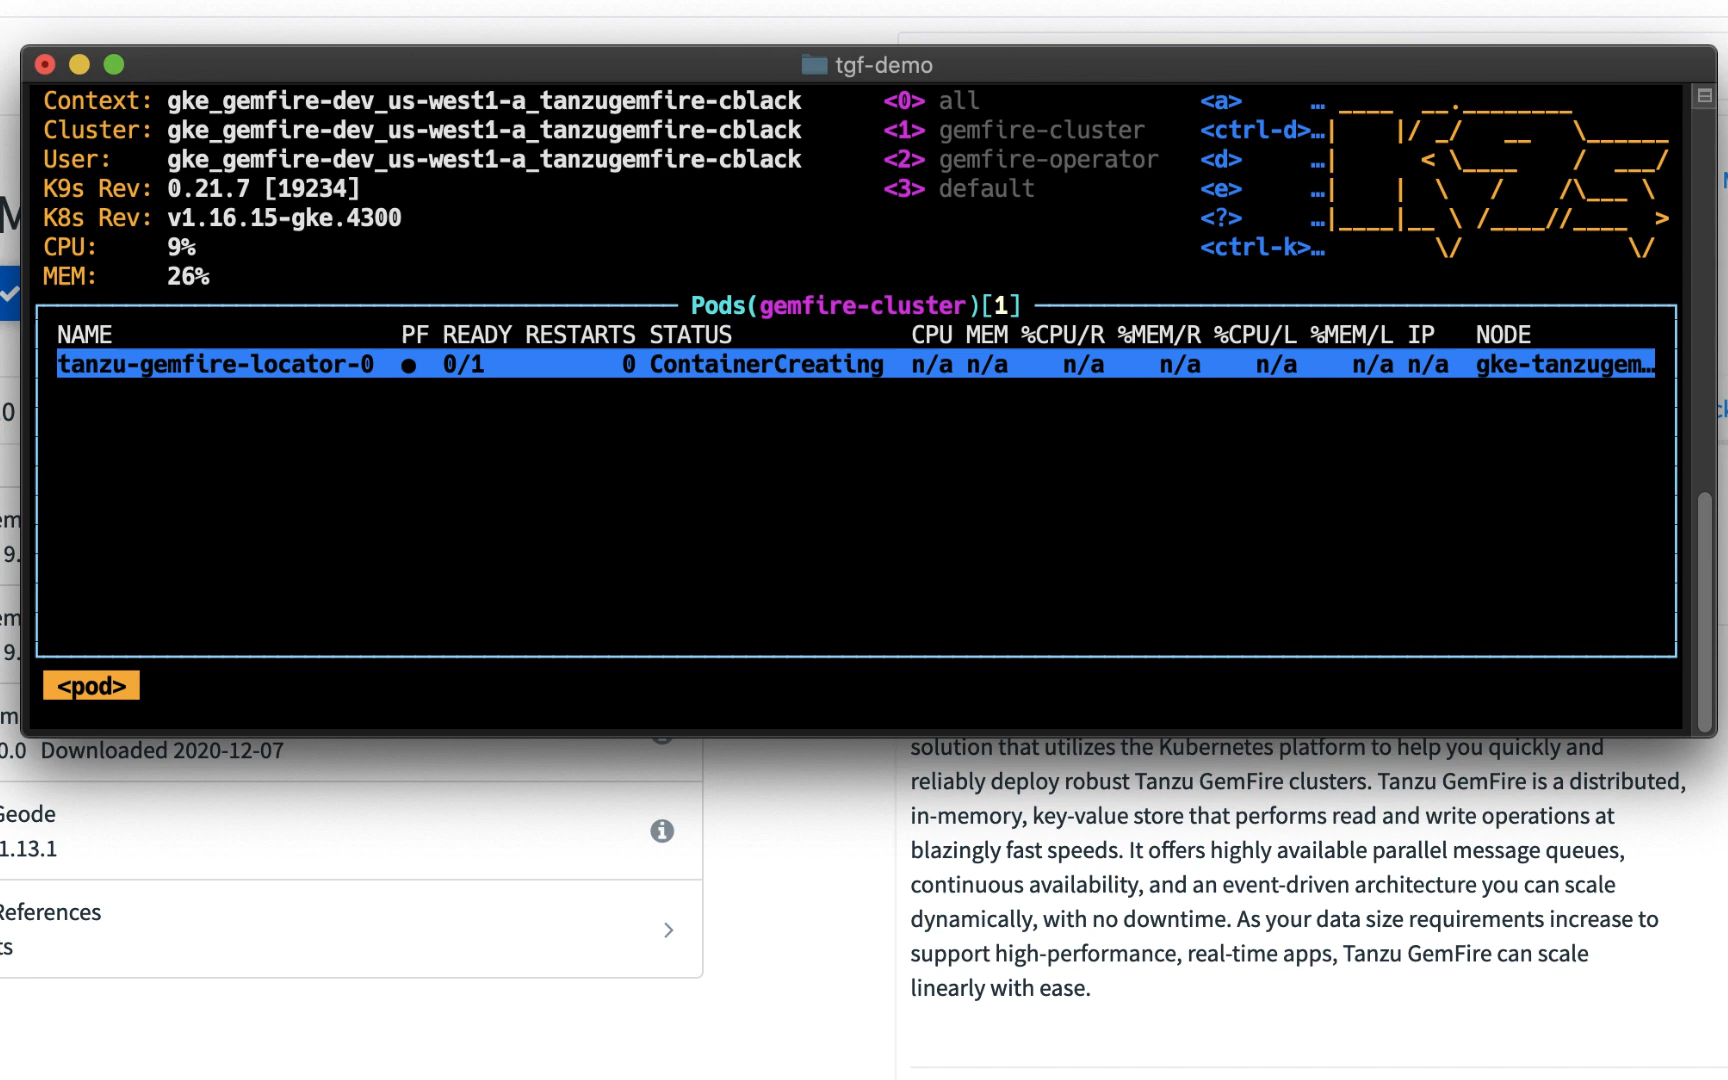 tgf-demo
Context: gke_gemfire-dev_us-west1-a_tanzugemfire-cblack <0> all <a> …
Cluster: gke_gemfire-dev_us-west1-a_tanzugemfire-cblack <1> gemfire-cluster <ctrl-d>…
User: gke_gemfire-dev_us-west1-a_tanzugemfire-cblack <2> gemfire-operator <d> …
K9s Rev: 0.21.7 [19234] <3> default <e> …
K8s Rev: v1.16.15-gke.4300 <?> …
CPU: 9% <ctrl-k>…
MEM: 26%
Pods(gemfire-cluster)[1]
NAME PF READY RESTARTS STATUS CPU MEM %CPU/R %MEM/R %CPU/L %MEM/L IP NODE
tanzu-gemfire-locator-0 ● 0/1 0 ContainerCreating n/a n/a n/a n/a n/a n/a n/a gke-tanzugem…
<pod>
0.0 Downloaded 2020-12-07
Geode
1.13.1
References
ts
solution that utilizes the Kubernetes platform to help you quickly and
reliably deploy robust Tanzu GemFire clusters. Tanzu GemFire is a distributed,
in-memory, key-value store that performs read and write operations at
blazingly fast speeds. It offers highly available parallel message queues,
continuous availability, and an event-driven architecture you can scale
dynamically, with no downtime. As your data size requirements increase to
support high-performance, real-time apps, Tanzu GemFire can scale
linearly with ease.